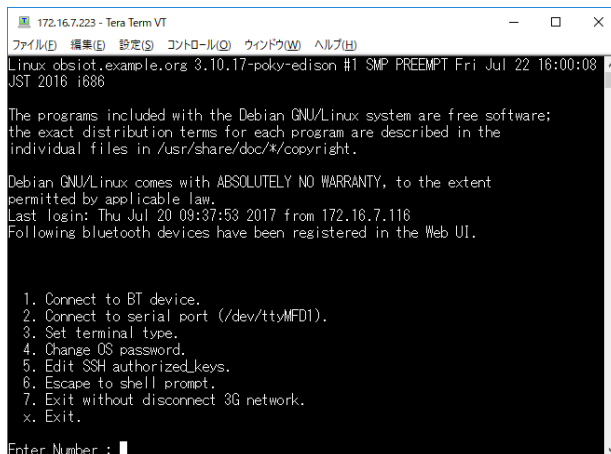 172.16.7.223 - Tera Term VT
ファイル(F) 編集(E) 設定(S) コントロール(O) ウィンドウ(W) ヘルプ(H)
Linux obsiot.example.org 3.10.17-poky-edison #1 SMP PREEMPT Fri Jul 22 16:00:08
JST 2016 i686
The programs included with the Debian GNU/Linux system are free software;
the exact distribution terms for each program are described in the
individual files in /usr/share/doc/*/copyright.
Debian GNU/Linux comes with ABSOLUTELY NO WARRANTY, to the extent
permitted by applicable law.
Last login: Thu Jul 20 09:37:53 2017 from 172.16.7.116
Following bluetooth devices have been registered in the Web UI.
1. Connect to BT device.
2. Connect to serial port (/dev/ttyMFD1).
3. Set terminal type.
4. Change OS password.
5. Edit SSH authorized_keys.
6. Escape to shell prompt.
7. Exit without disconnect 3G network.
x. Exit.
Enter Number :